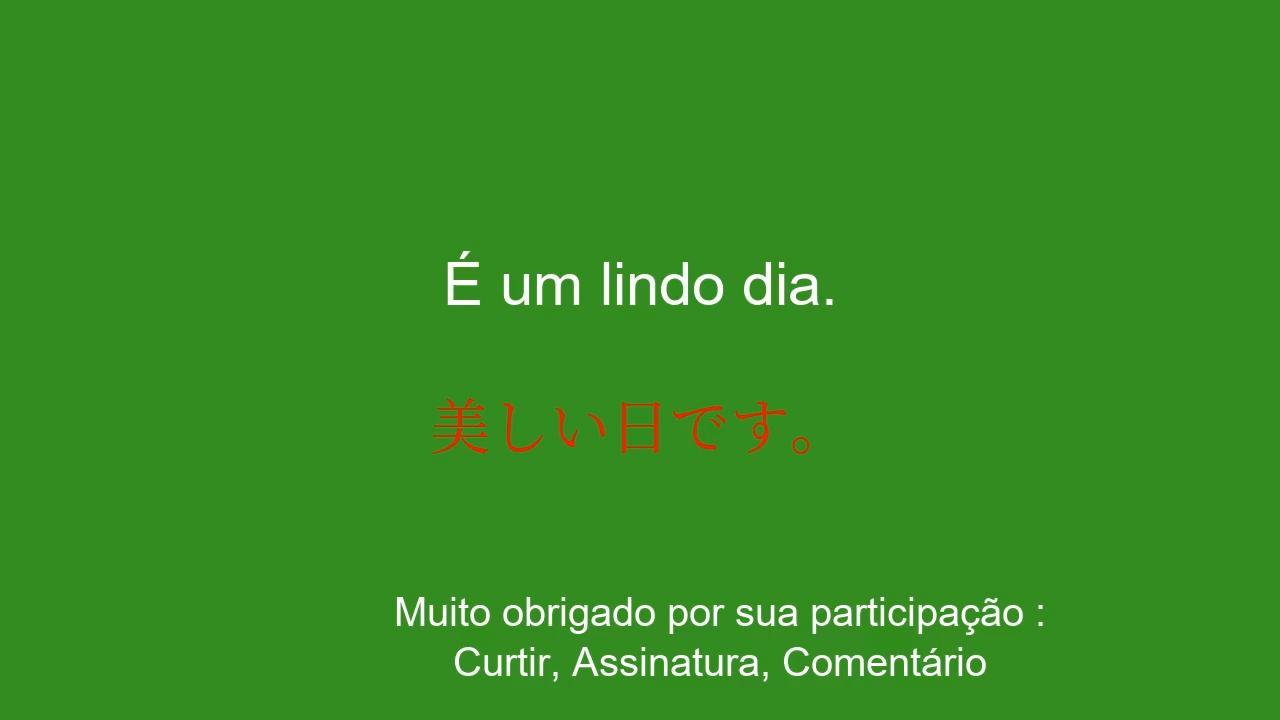 É um lindo dia.
美しい日です。
Muito obrigado por sua participação :
Curtir, Assinatura, Comentário